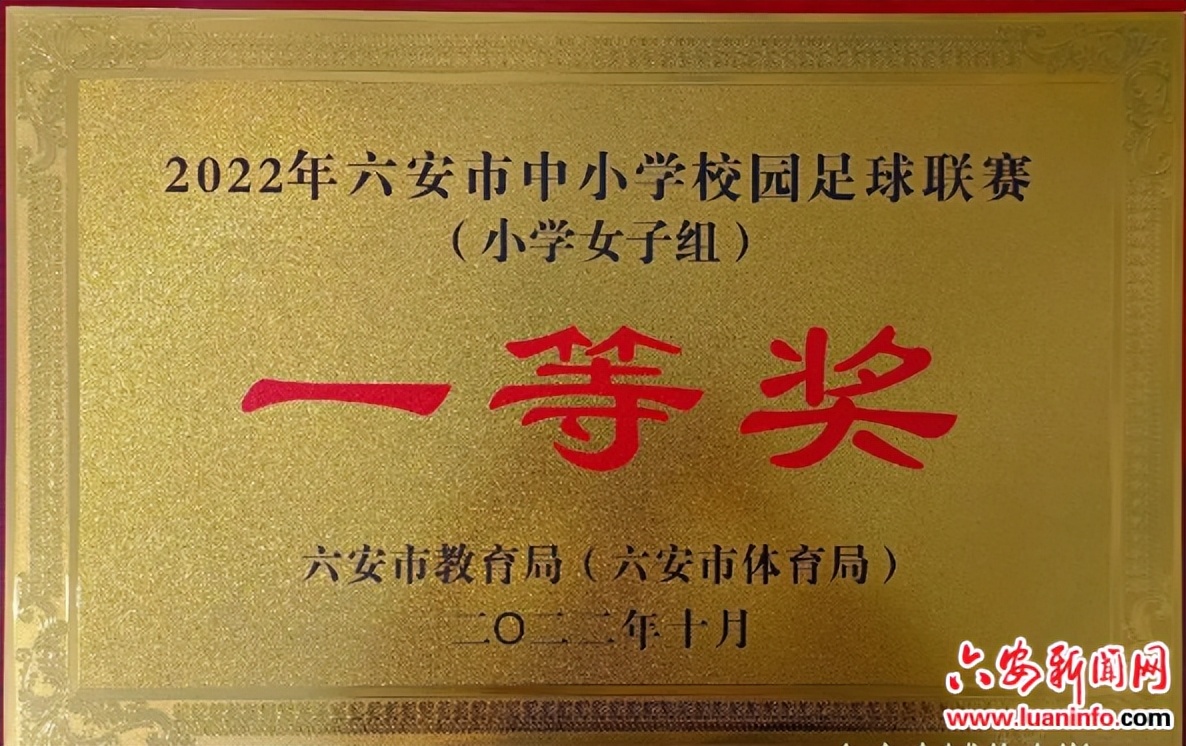 2022年六安市中小学校园足球联赛
（小学女子组）
一等奖
六安市教育局（六安市体育局）
二〇二二年十月
六安新闻网
www.luaninfo.com